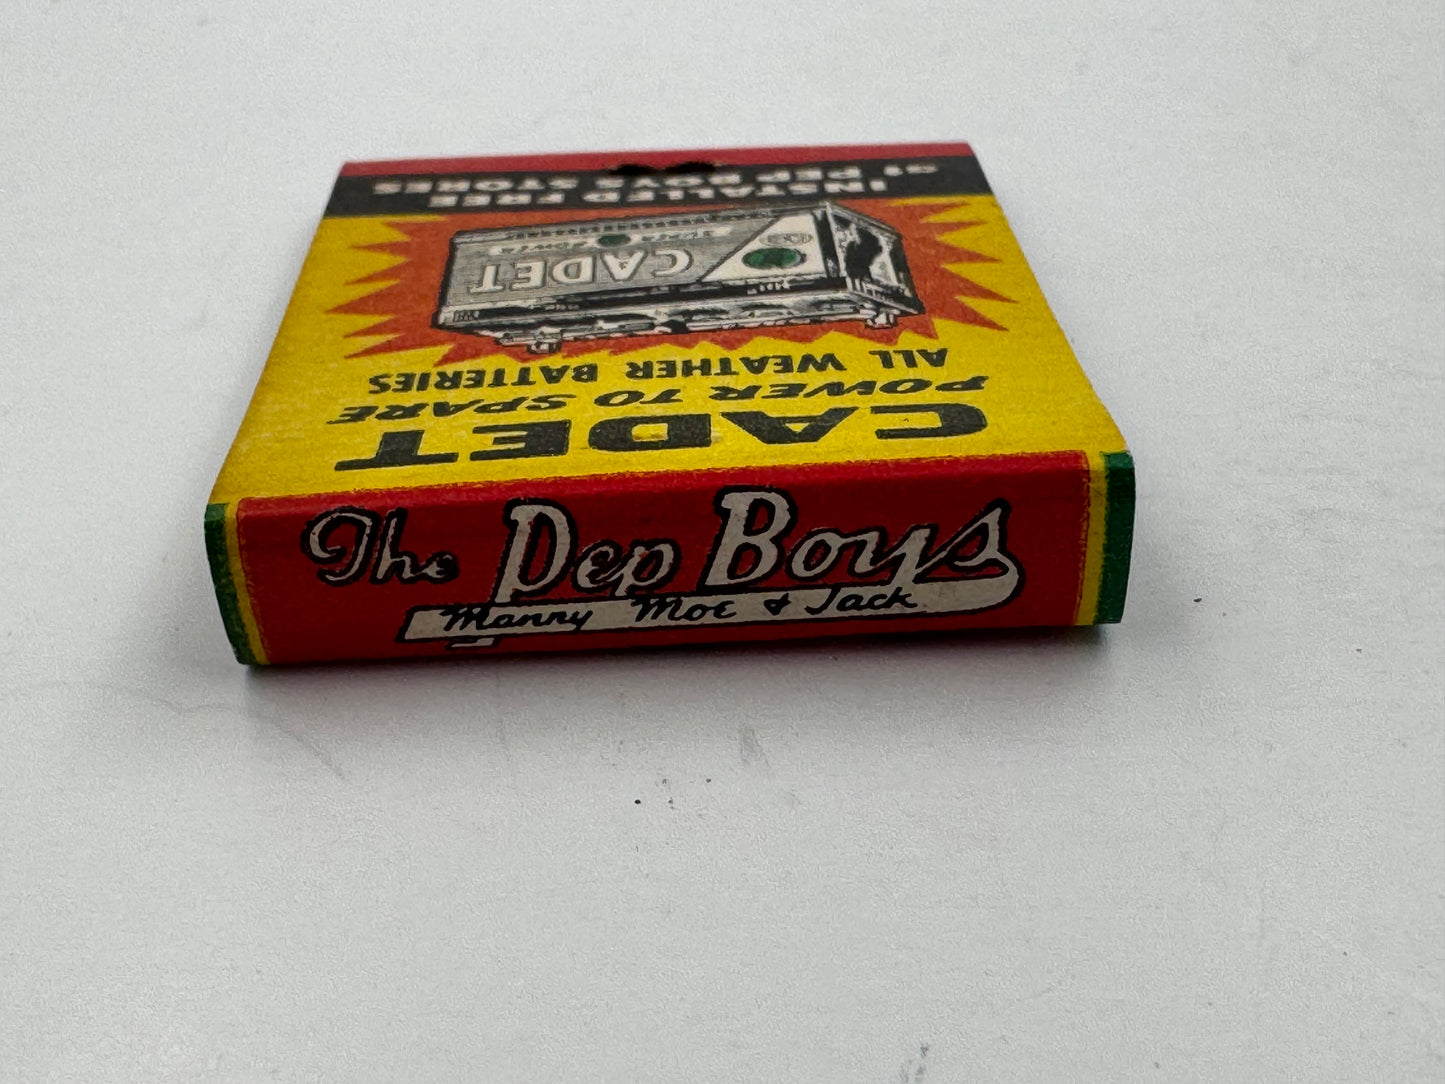 The Pep Boys
Manny Moe & Jack
CADET
POWER TO SPARE
ALL WEATHER BATTERIES
CADET
INSTALLED FREE
at PEP BOYS STORES